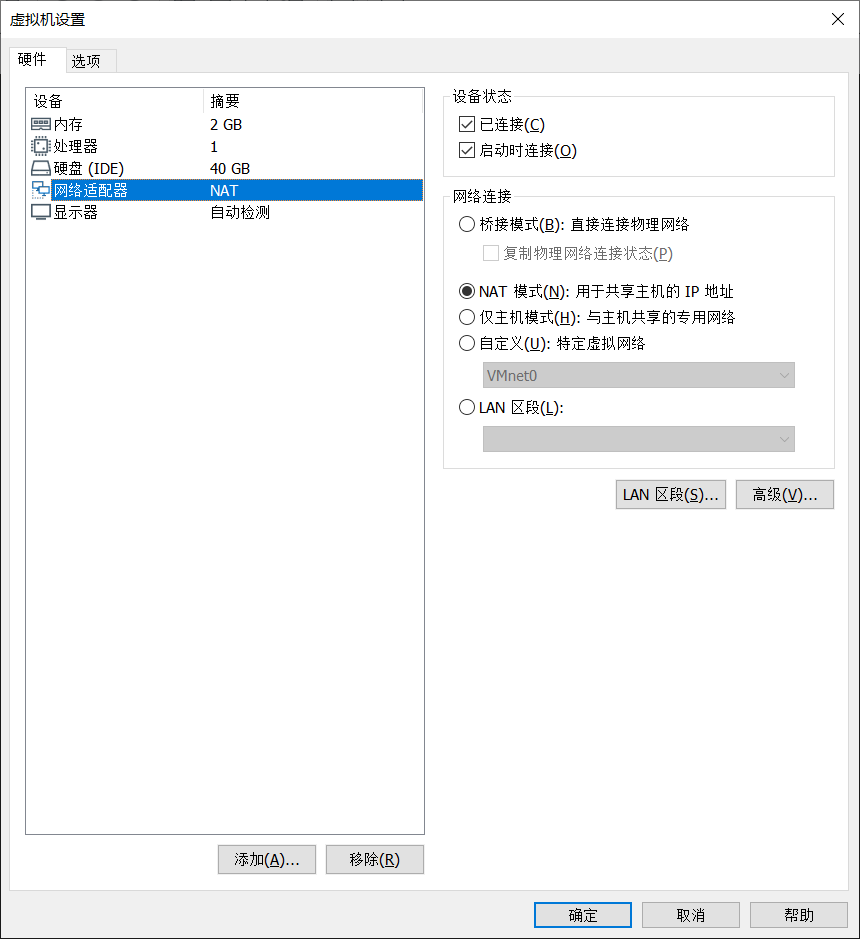 虚拟机设置
硬件 选项
设备 摘要
内存 2 GB
处理器 1
硬盘 (IDE) 40 GB
网络适配器 NAT
显示器 自动检测
添加(A)... 移除(R)
设备状态
已连接(C)
启动时连接(O)
网络连接
桥接模式(B): 直接连接物理网络
复制物理网络连接状态(P)
NAT 模式(N): 用于共享主机的 IP 地址
仅主机模式(H): 与主机共享的专用网络
自定义(U): 特定虚拟网络
VMnet0
LAN 区段(L):
LAN 区段(S)... 高级(V)...
确定 取消 帮助